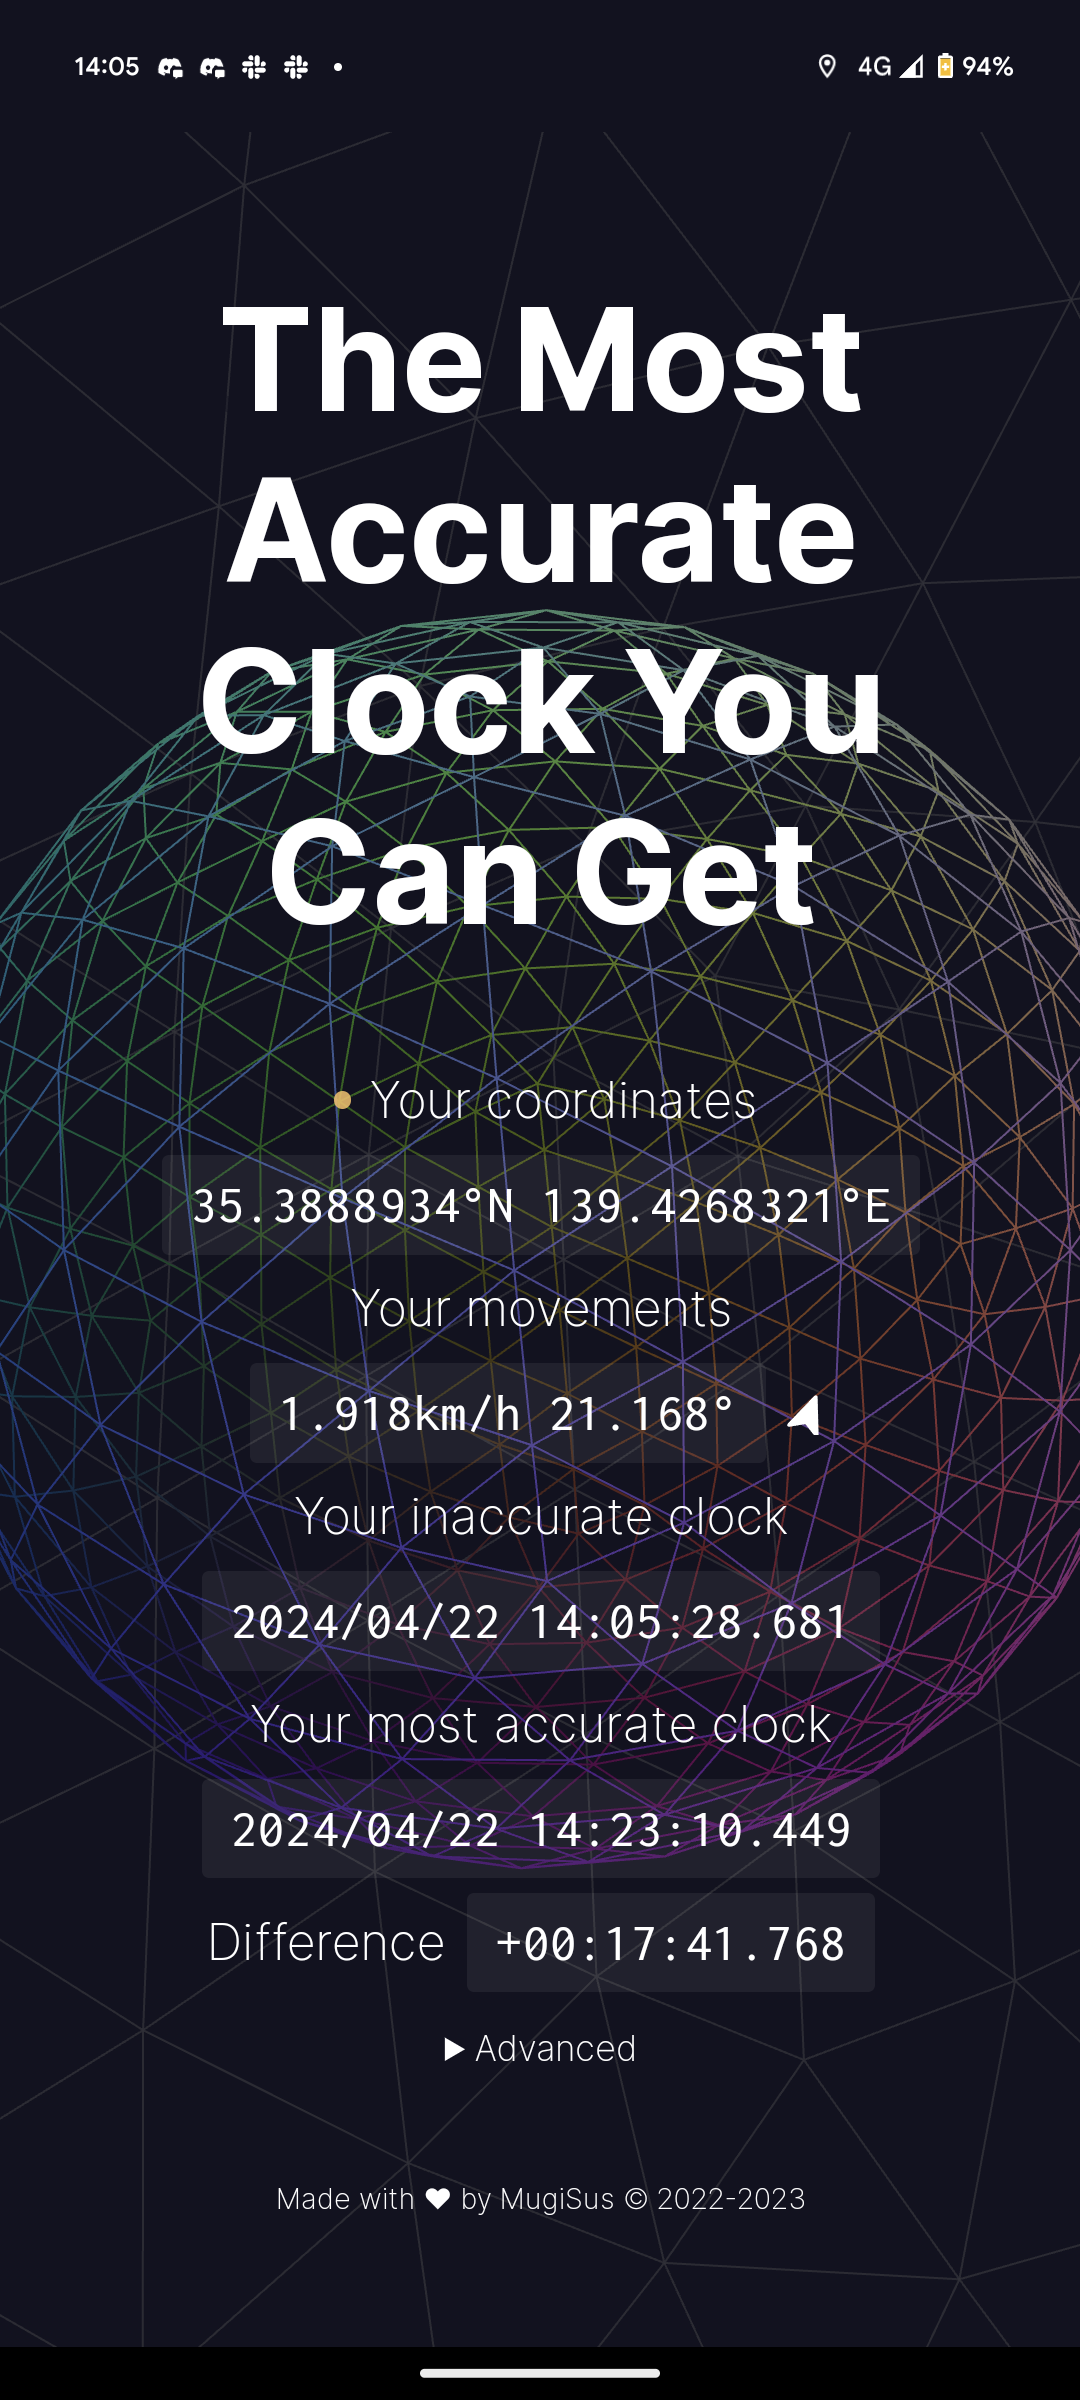 14:05 4G 94%
The Most
Accurate
Clock You
Can Get
Your coordinates
35.3888934°N 139.4268321°E
Your movements
1.918km/h 21.168°
Your inaccurate clock
2024/04/22 14:05:28.681
Your most accurate clock
2024/04/22 14:23:10.449
Difference +00:17:41.768
▶ Advanced
Made with ♥ by MugiSus © 2022-2023